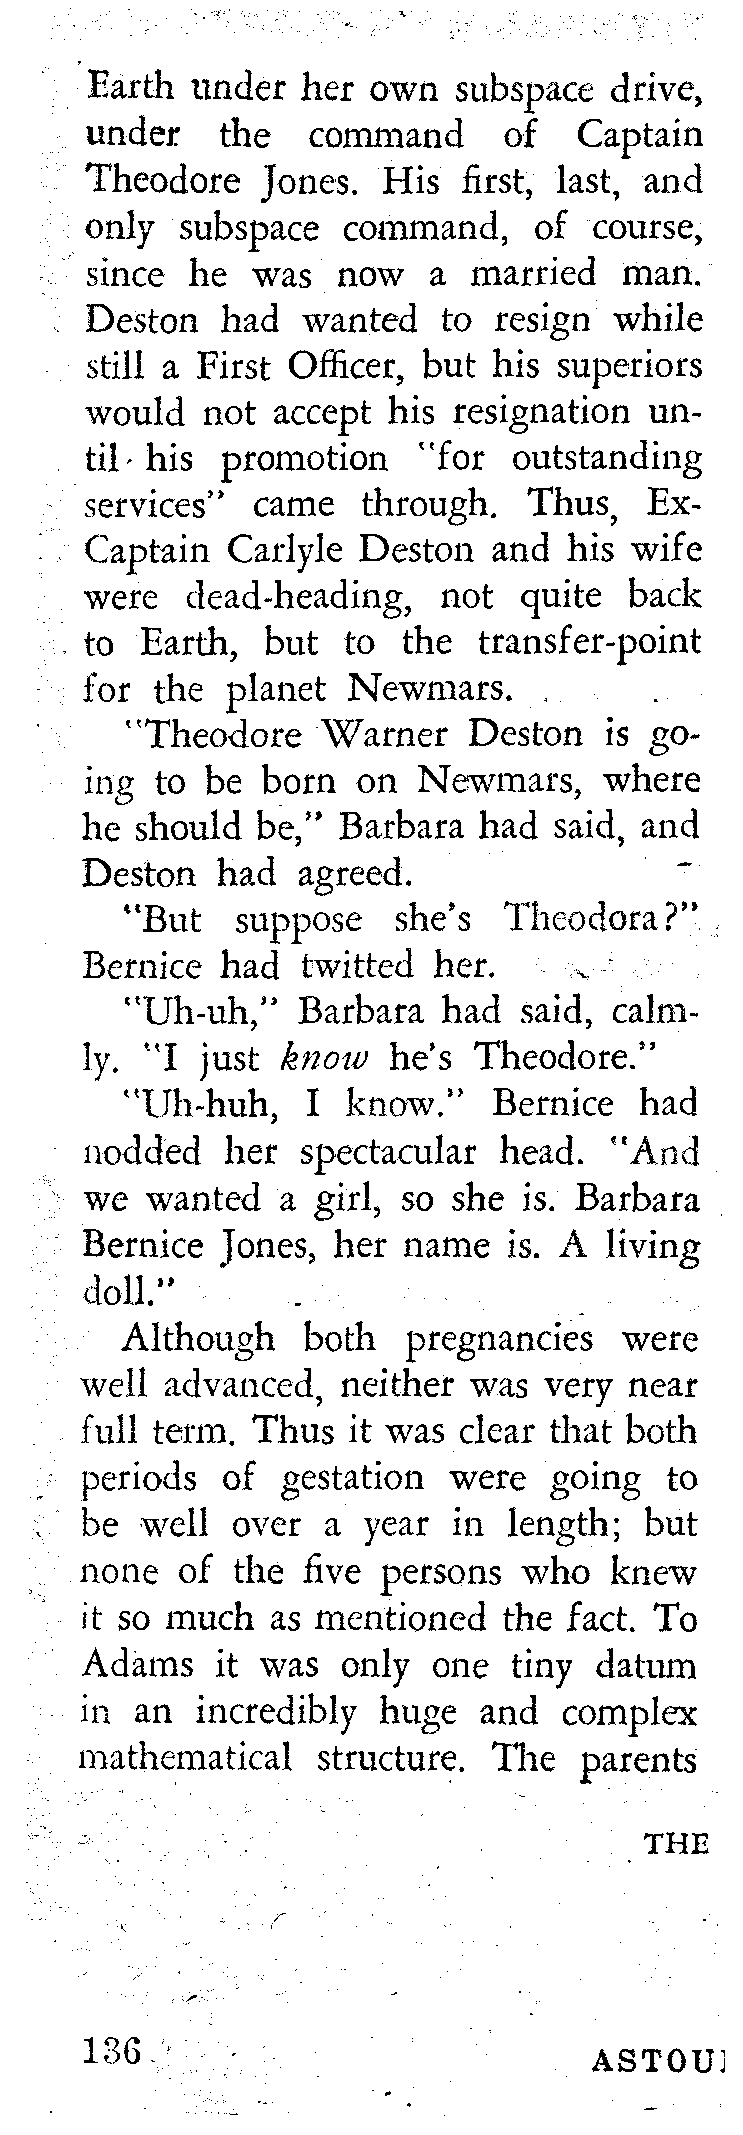 Earth under her own subspace drive,
under the command of Captain
Theodore Jones. His first, last, and
only subspace command, of course,
since he was now a married man.
Deston had wanted to resign while
still a First Officer, but his superiors
would not accept his resignation un-
til his promotion "for outstanding
services" came through. Thus, Ex-
Captain Carlyle Deston and his wife
were dead-heading, not quite back
to Earth, but to the transfer-point
for the planet Newmars.
"Theodore Warner Deston is go-
ing to be born on Newmars, where
he should be," Barbara had said, and
Deston had agreed.
"But suppose she's Theodora?"
Bernice had twitted her.
"Uh-uh," Barbara had said, calm-
ly. "I just know he's Theodore."
"Uh-huh, I know." Bernice had
nodded her spectacular head. "And
we wanted a girl, so she is. Barbara
Bernice Jones, her name is. A living
doll."
Although both pregnancies were
well advanced, neither was very near
full term. Thus it was clear that both
periods of gestation were going to
be well over a year in length; but
none of the five persons who knew
it so much as mentioned the fact. To
Adams it was only one tiny datum
in an incredibly huge and complex
mathematical structure. The parents
THE
136
ASTOU